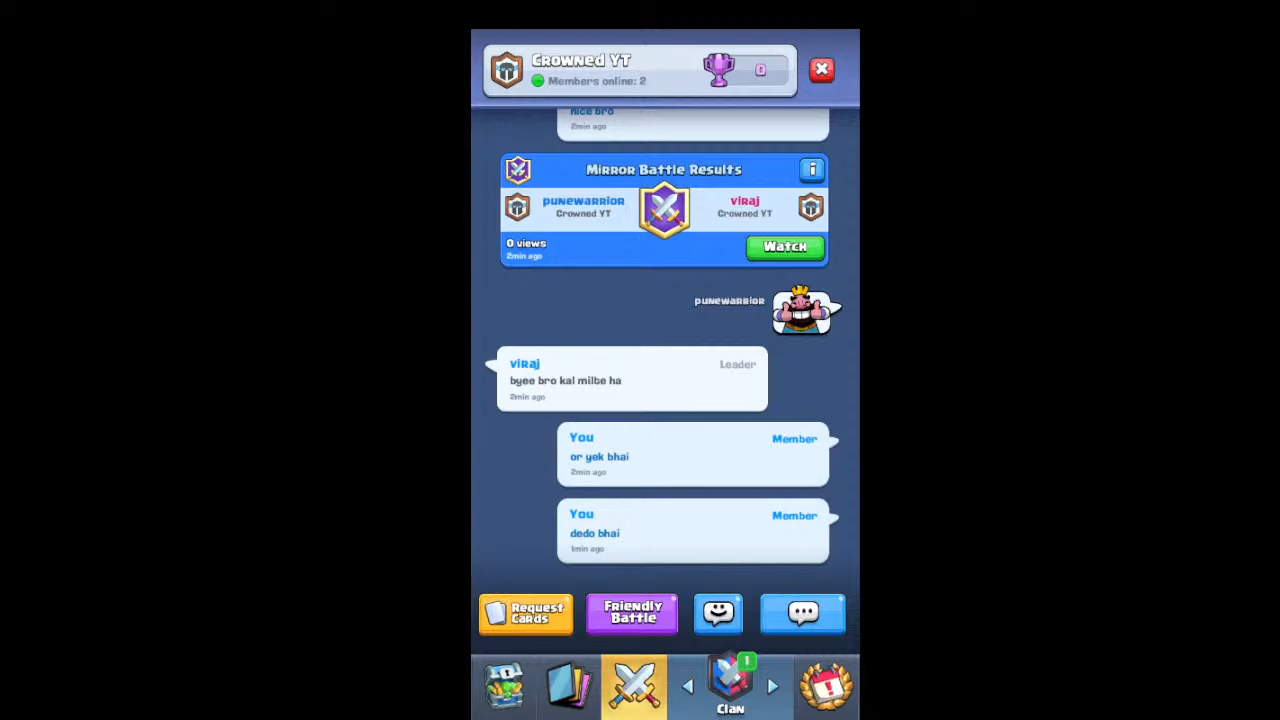 Crowned YT
Members online: 2
0
nice bro
2min ago
Mirror Battle Results
i
punewarrior
Crowned YT
viraj
Crowned YT
0 views
2min ago
Watch
punewarrior
viraj
Leader
byee bro kal milte ha
2min ago
You
Member
or yek bhai
2min ago
You
Member
dedo bhai
1min ago
Request
Cards
Friendly
Battle
1
Clan